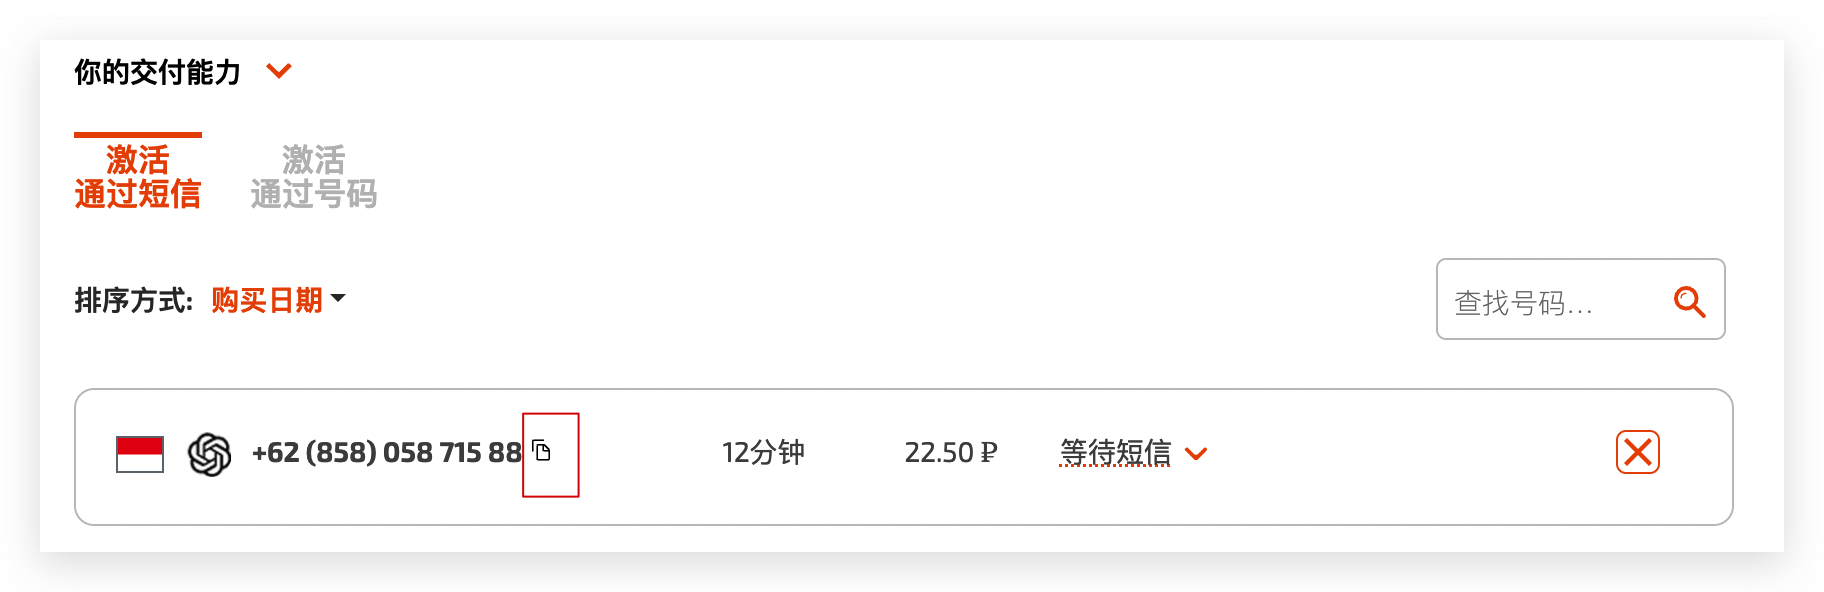 你的交付能力
激活
通过短信
激活
通过号码
排序方式: 购买日期
查找号码...
+62 (858) 058 715 88 12分钟 22.50 ₽ 等待短信